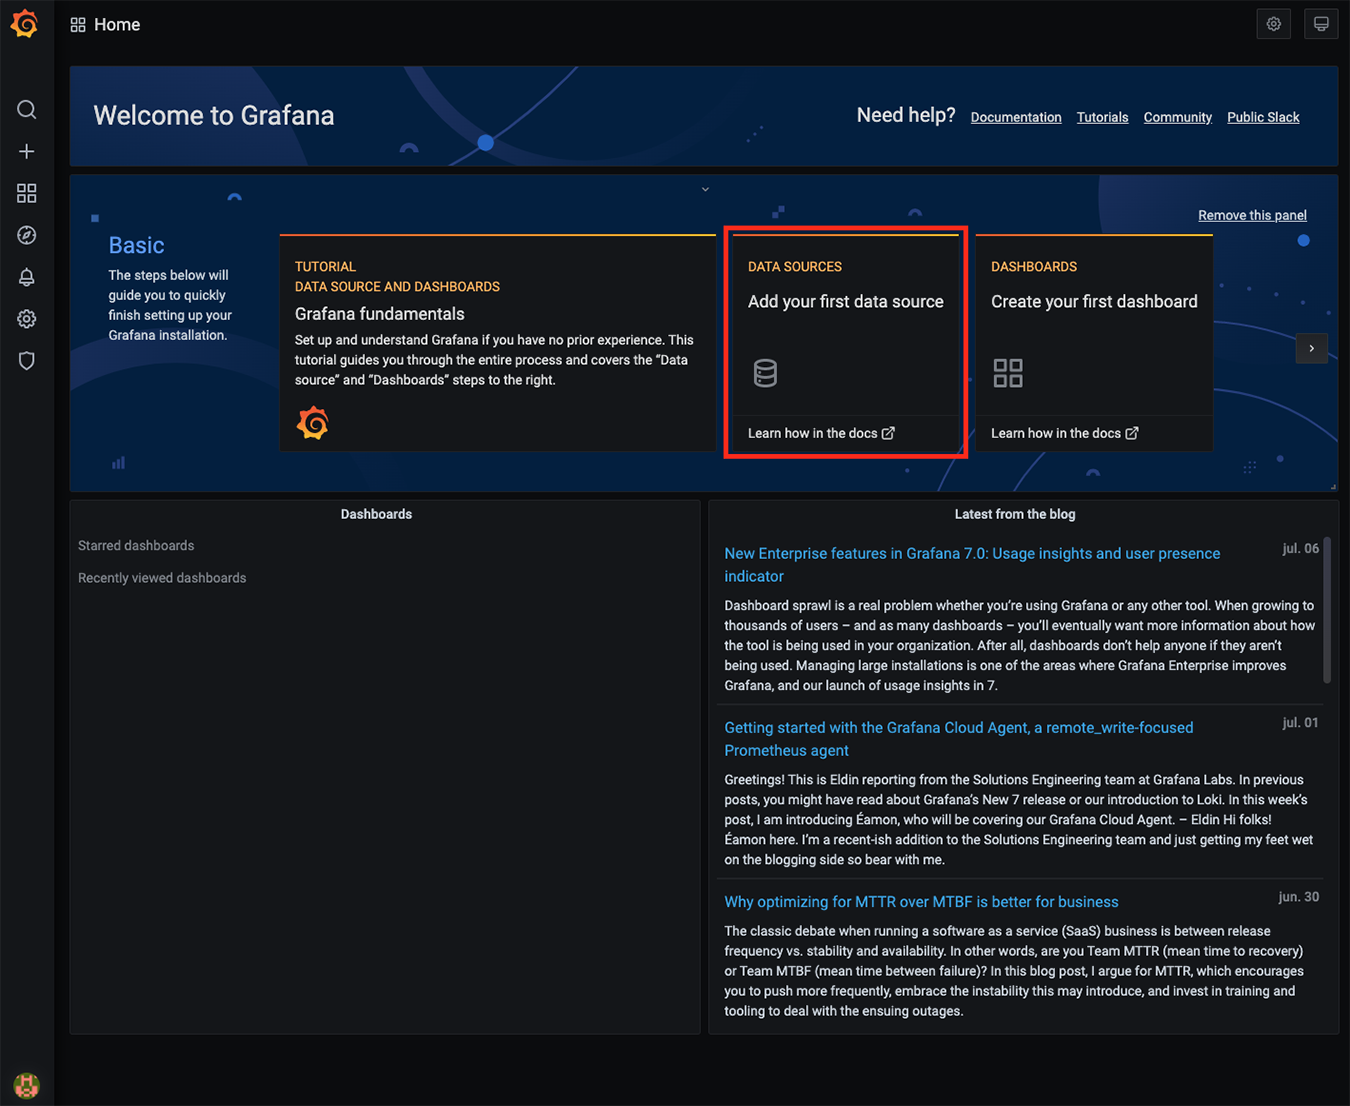 Home
Welcome to Grafana
Need help? Documentation Tutorials Community Public Slack
Remove this panel
Basic
The steps below will
guide you to quickly
finish setting up your
Grafana installation.
TUTORIAL
DATA SOURCE AND DASHBOARDS
Grafana fundamentals
Set up and understand Grafana if you have no prior experience. This
tutorial guides you through the entire process and covers the “Data
source” and “Dashboards” steps to the right.
DATA SOURCES
Add your first data source
Learn how in the docs
DASHBOARDS
Create your first dashboard
Learn how in the docs
Dashboards
Starred dashboards
Recently viewed dashboards
Latest from the blog
New Enterprise features in Grafana 7.0: Usage insights and user presence
indicator
jul. 06
Dashboard sprawl is a real problem whether you’re using Grafana or any other tool. When growing to
thousands of users – and as many dashboards – you’ll eventually want more information about how
the tool is being used in your organization. After all, dashboards don’t help anyone if they aren’t
being used. Managing large installations is one of the areas where Grafana Enterprise improves
Grafana, and our launch of usage insights in 7.
Getting started with the Grafana Cloud Agent, a remote_write-focused
Prometheus agent
jul. 01
Greetings! This is Eldin reporting from the Solutions Engineering team at Grafana Labs. In previous
posts, you might have read about Grafana’s New 7 release or our introduction to Loki. In this week’s
post, I am introducing Éamon, who will be covering our Grafana Cloud Agent. – Eldin Hi folks!
Éamon here. I’m a recent-ish addition to the Solutions Engineering team and just getting my feet wet
on the blogging side so bear with me.
Why optimizing for MTTR over MTBF is better for business
jun. 30
The classic debate when running a software as a service (SaaS) business is between release
frequency vs. stability and availability. In other words, are you Team MTTR (mean time to recovery)
or Team MTBF (mean time between failure)? In this blog post, I argue for MTTR, which encourages
you to push more frequently, embrace the instability this may introduce, and invest in training and
tooling to deal with the ensuing outages.